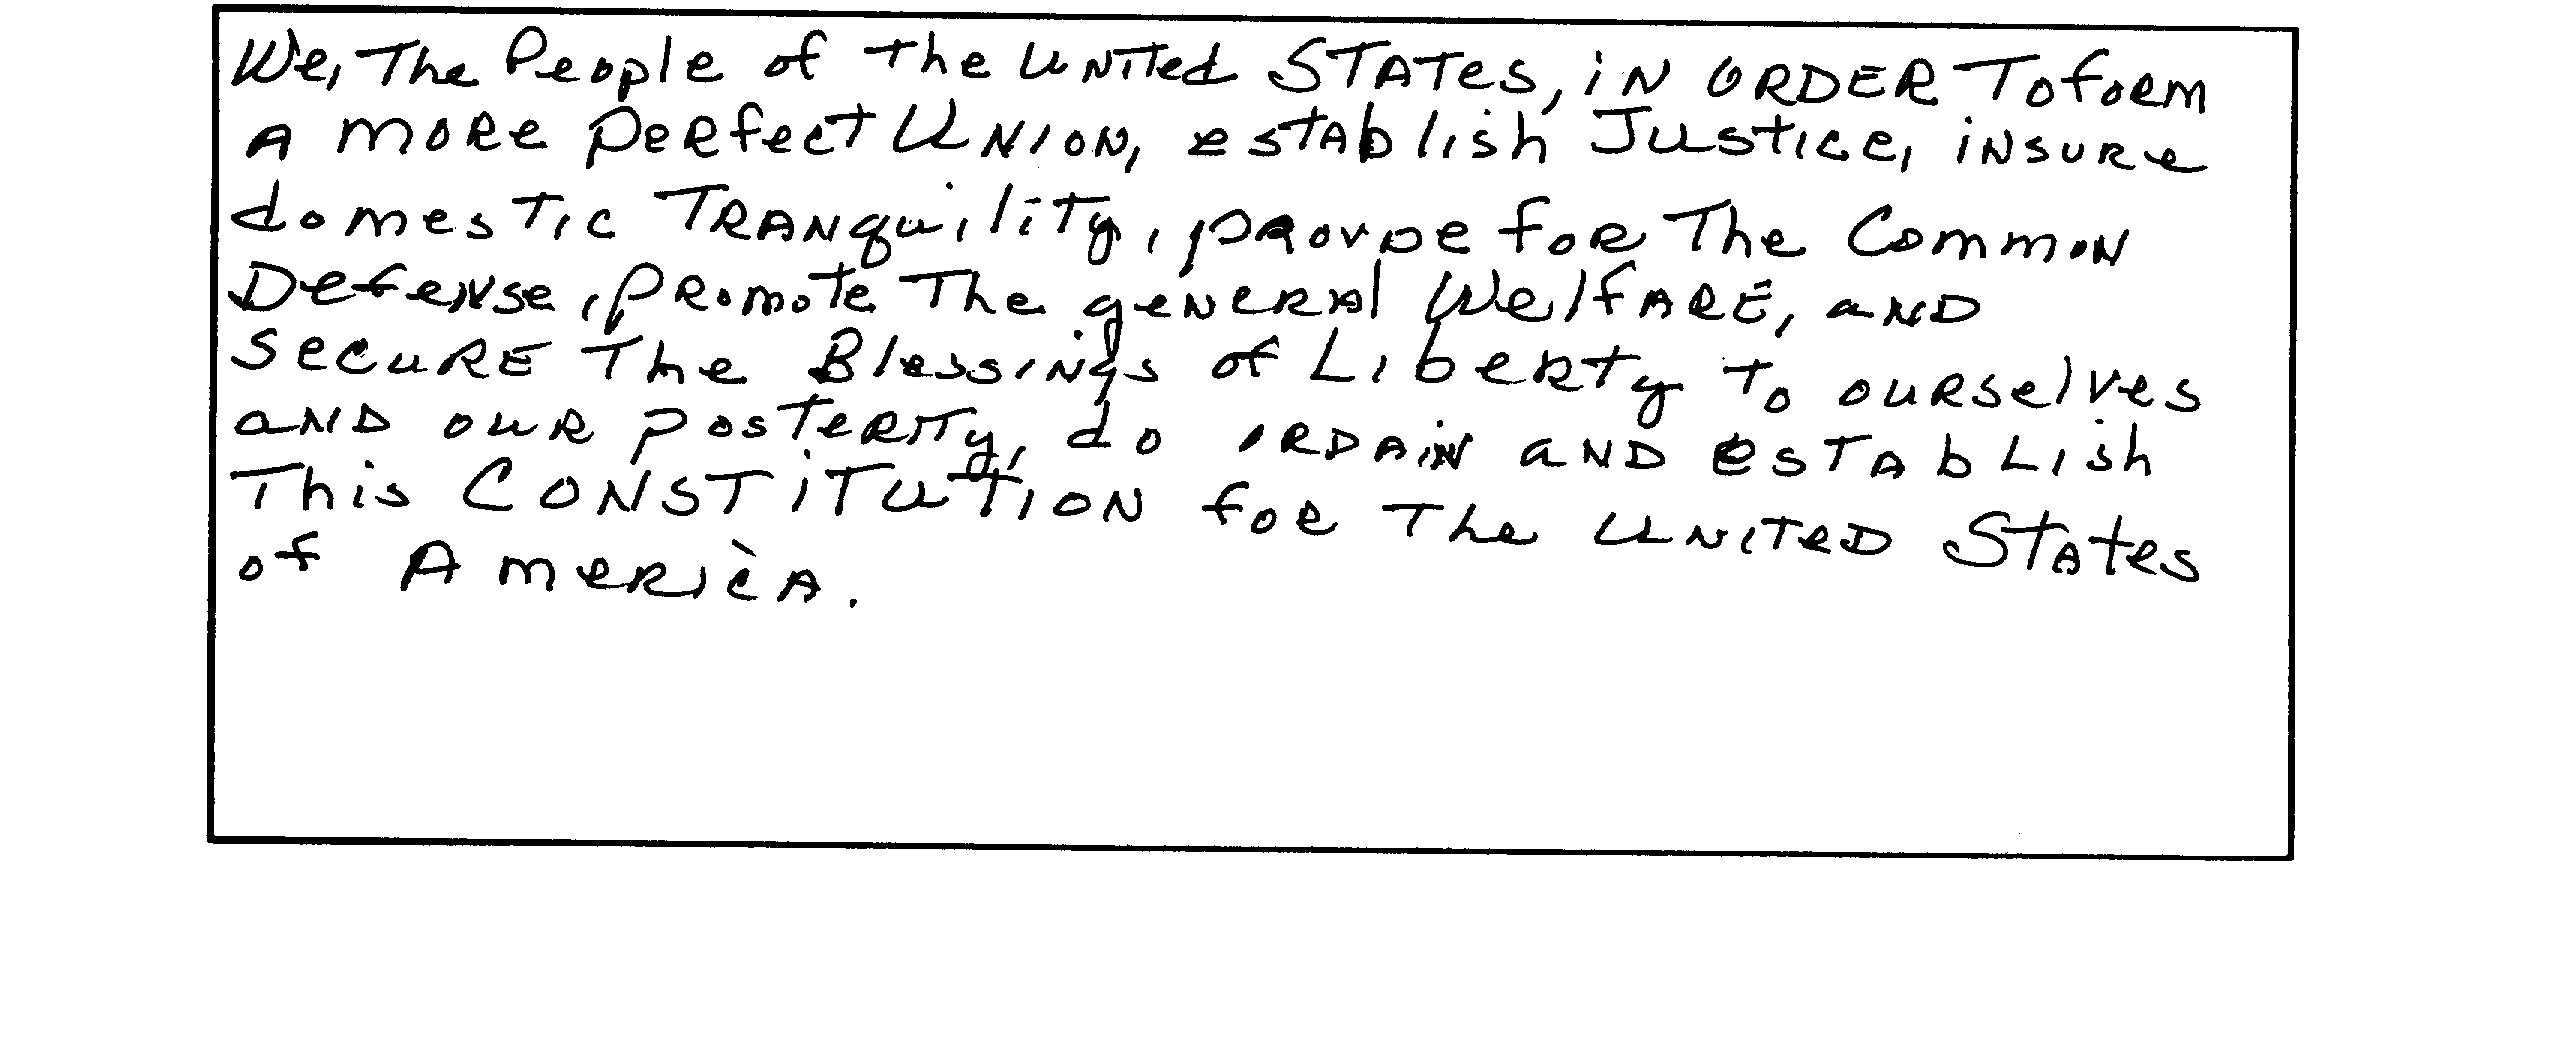 We, The People of the United States, in order To form
a more perfect Union, establish Justice, insure
domestic Tranquility, provde for The Common
Defense, promote The general Welfare, and
secure The Blessings of Liberty To ourselves
and our posterity, do ordain and establish
This Constitution for The United States
of America.